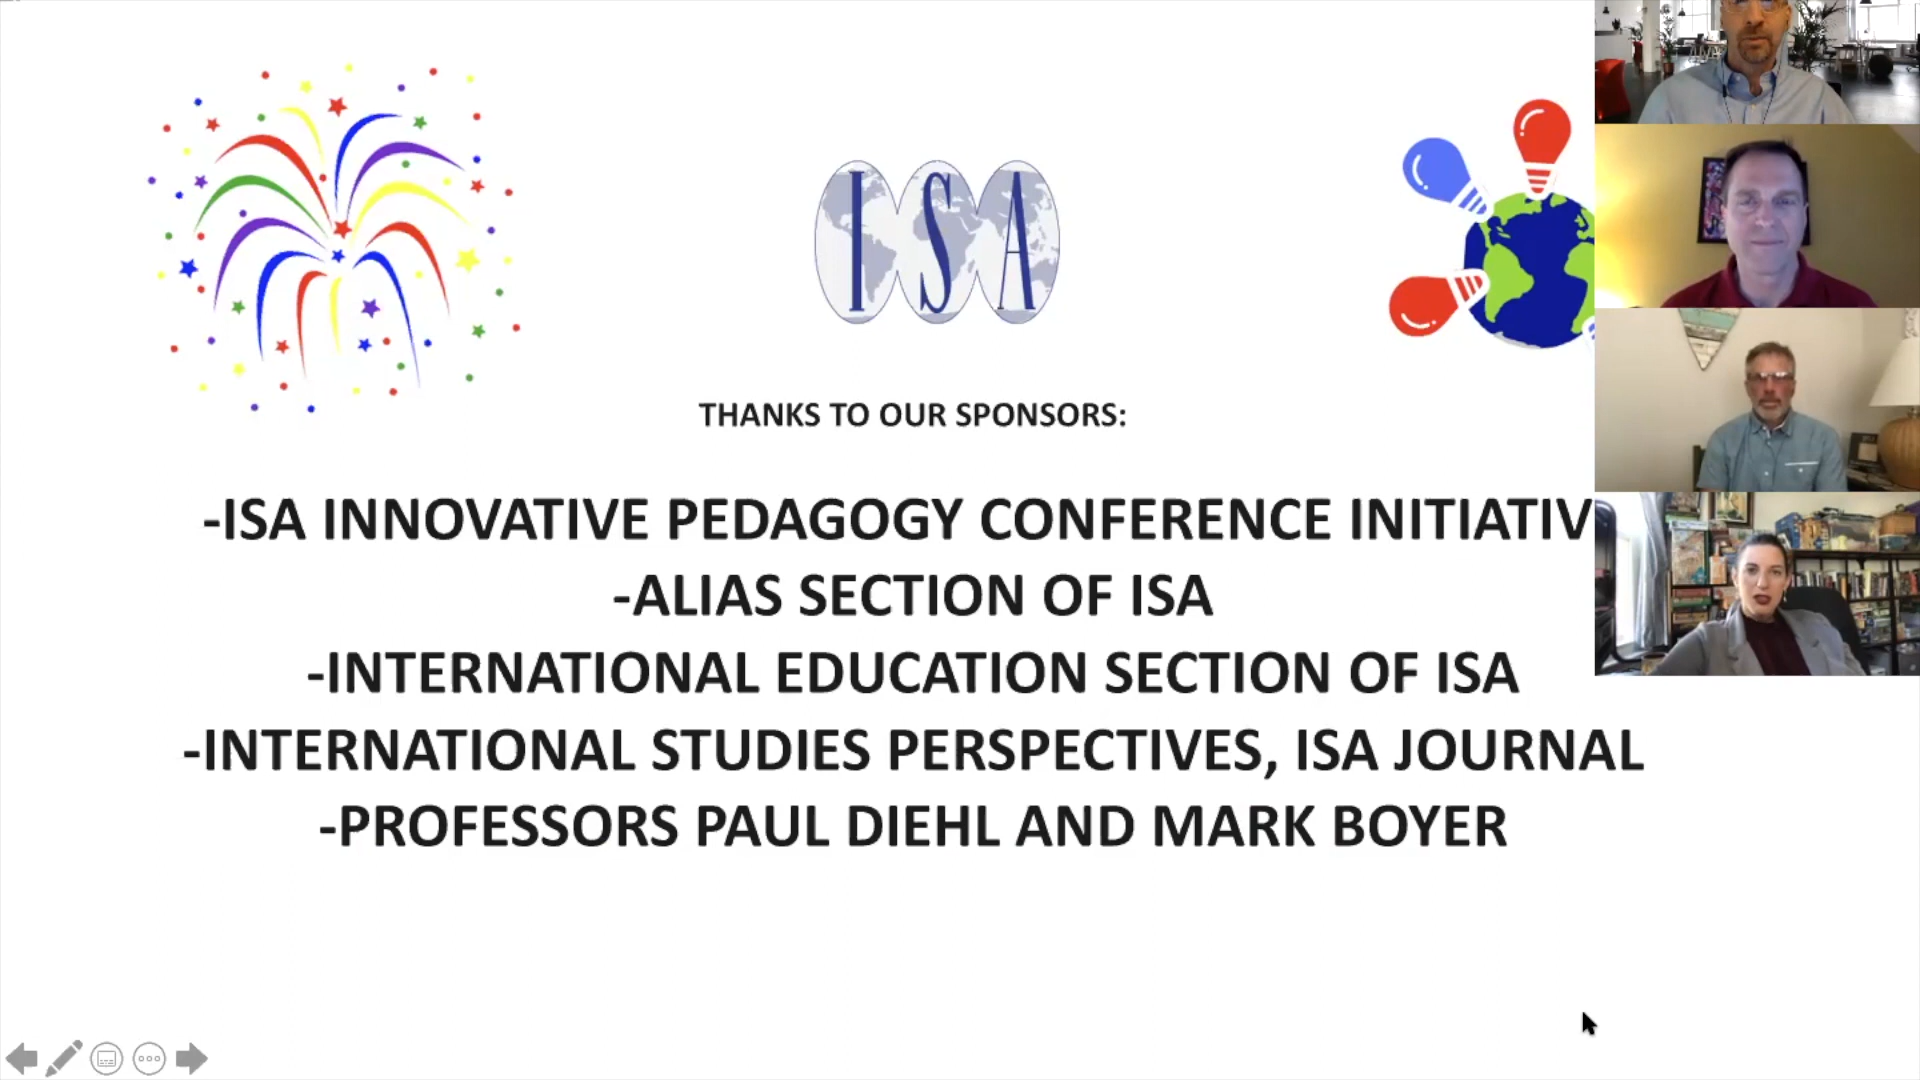 ISA
THANKS TO OUR SPONSORS:
-ISA INNOVATIVE PEDAGOGY CONFERENCE INITIATIV
-ALIAS SECTION OF ISA
-INTERNATIONAL EDUCATION SECTION OF ISA
-INTERNATIONAL STUDIES PERSPECTIVES, ISA JOURNAL
-PROFESSORS PAUL DIEHL AND MARK BOYER